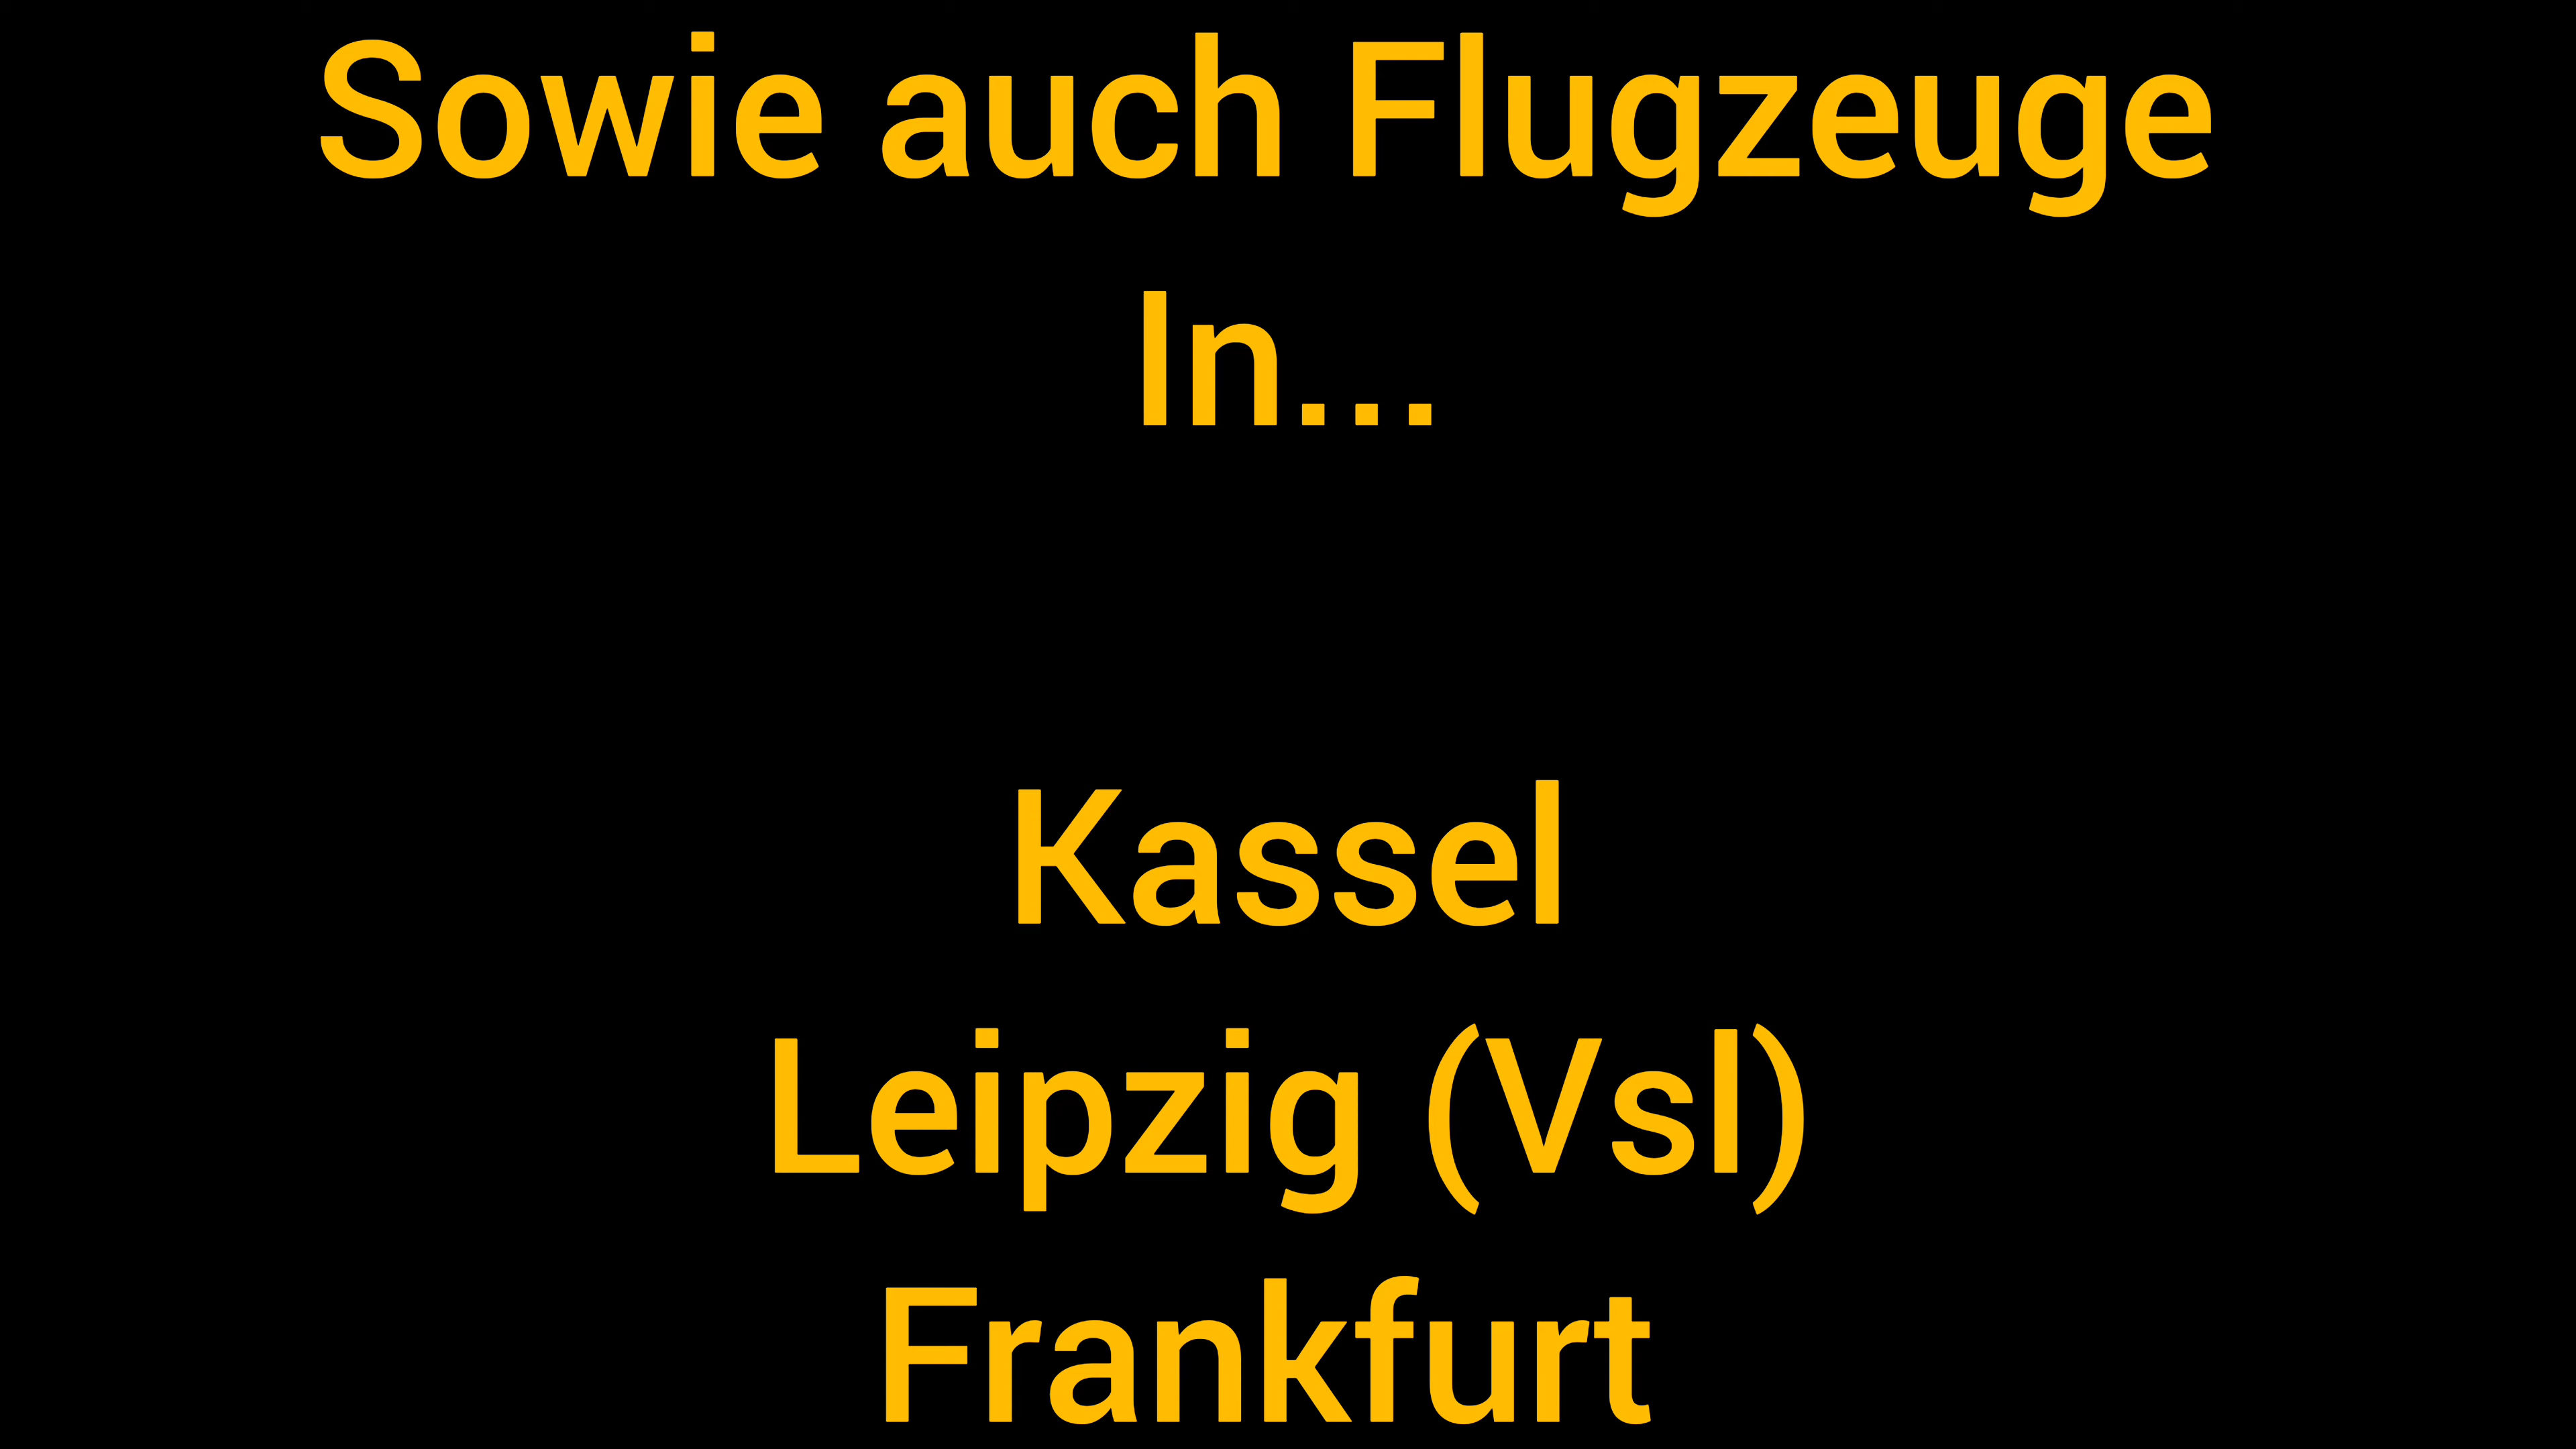 Sowie auch Flugzeuge
In...
Kassel
Leipzig (Vsl)
Frankfurt